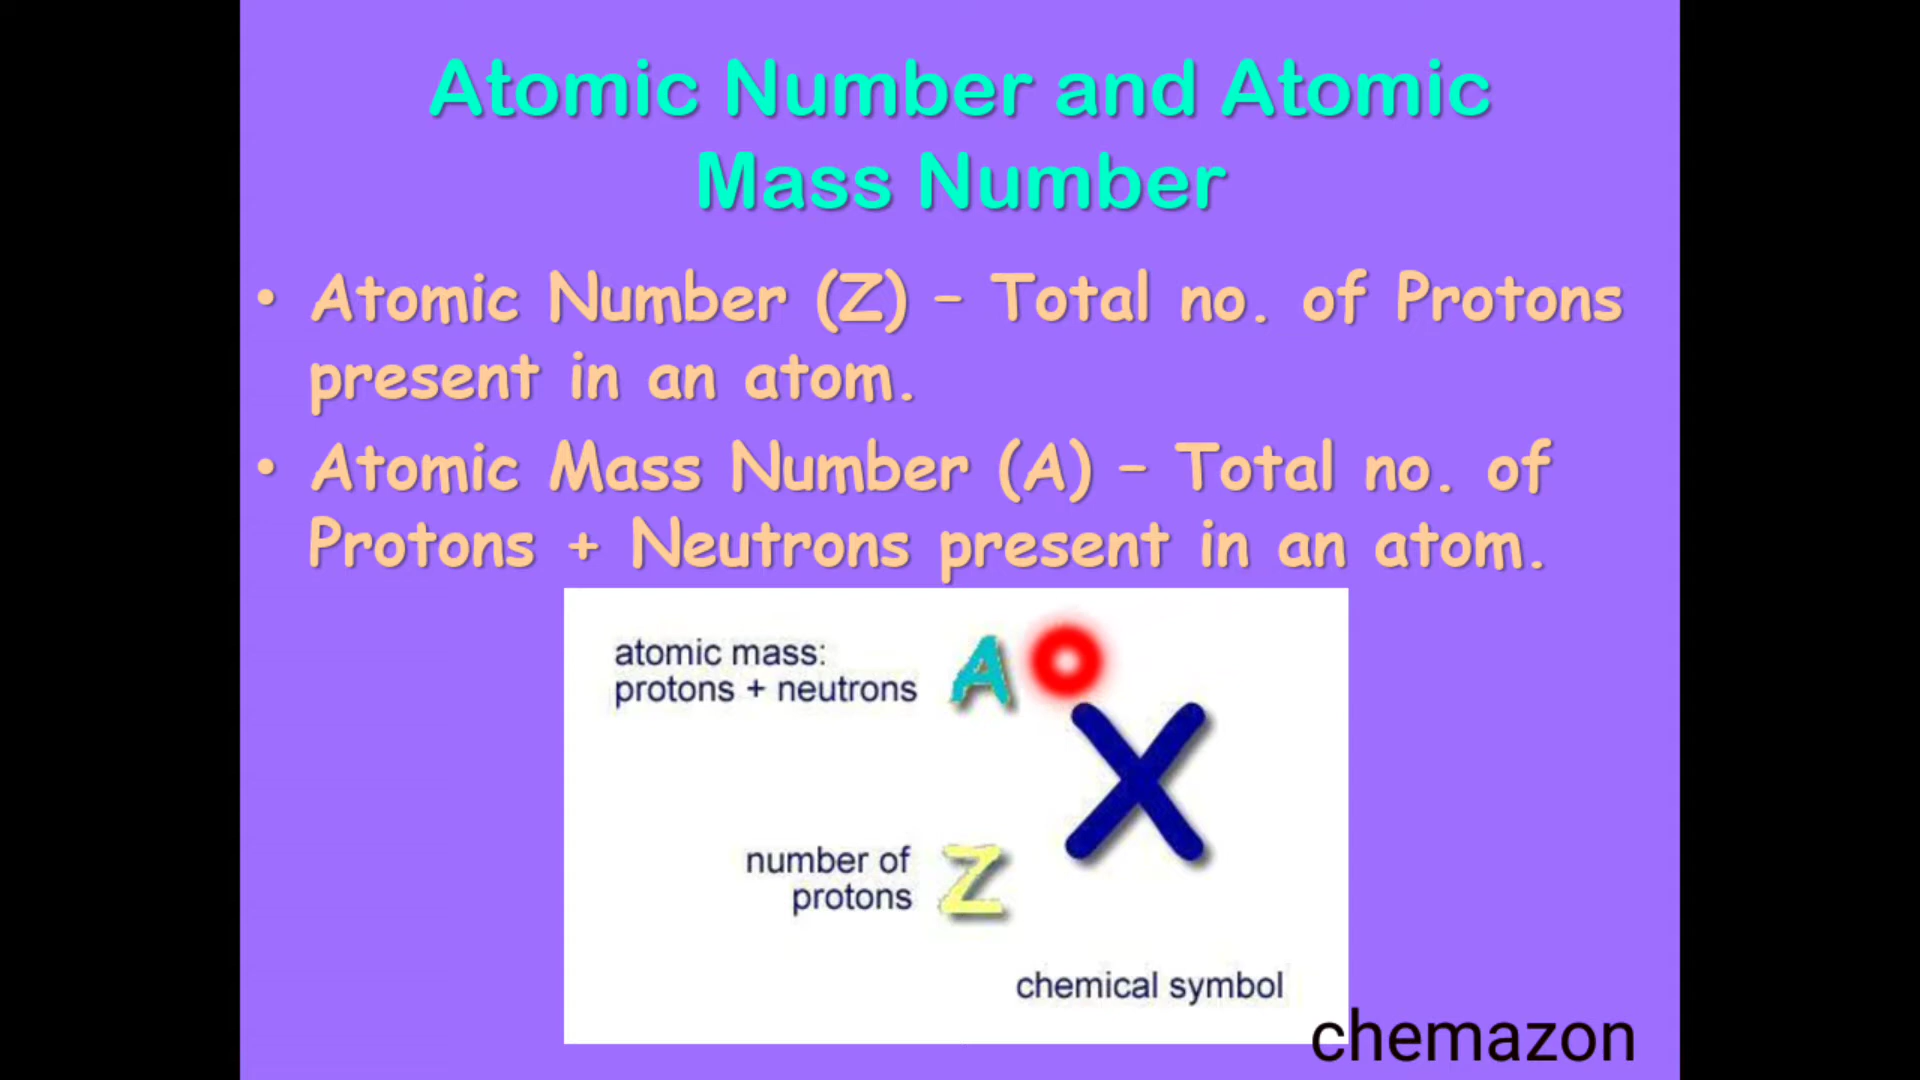 Atomic Number and Atomic
Mass Number
• Atomic Number (Z) – Total no. of Protons
present in an atom.
• Atomic Mass Number (A) – Total no. of
Protons + Neutrons present in an atom.
atomic mass:
protons + neutrons
A
X
number of
protons
Z
chemical symbol
chemazon